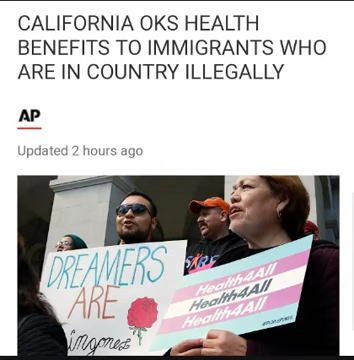 CALIFORNIA OKS HEALTH
BENEFITS TO IMMIGRANTS WHO
ARE IN COUNTRY ILLEGALLY
AP
Updated 2 hours ago
DREAMERS
ARE
Health4All
Health4All
Health4All